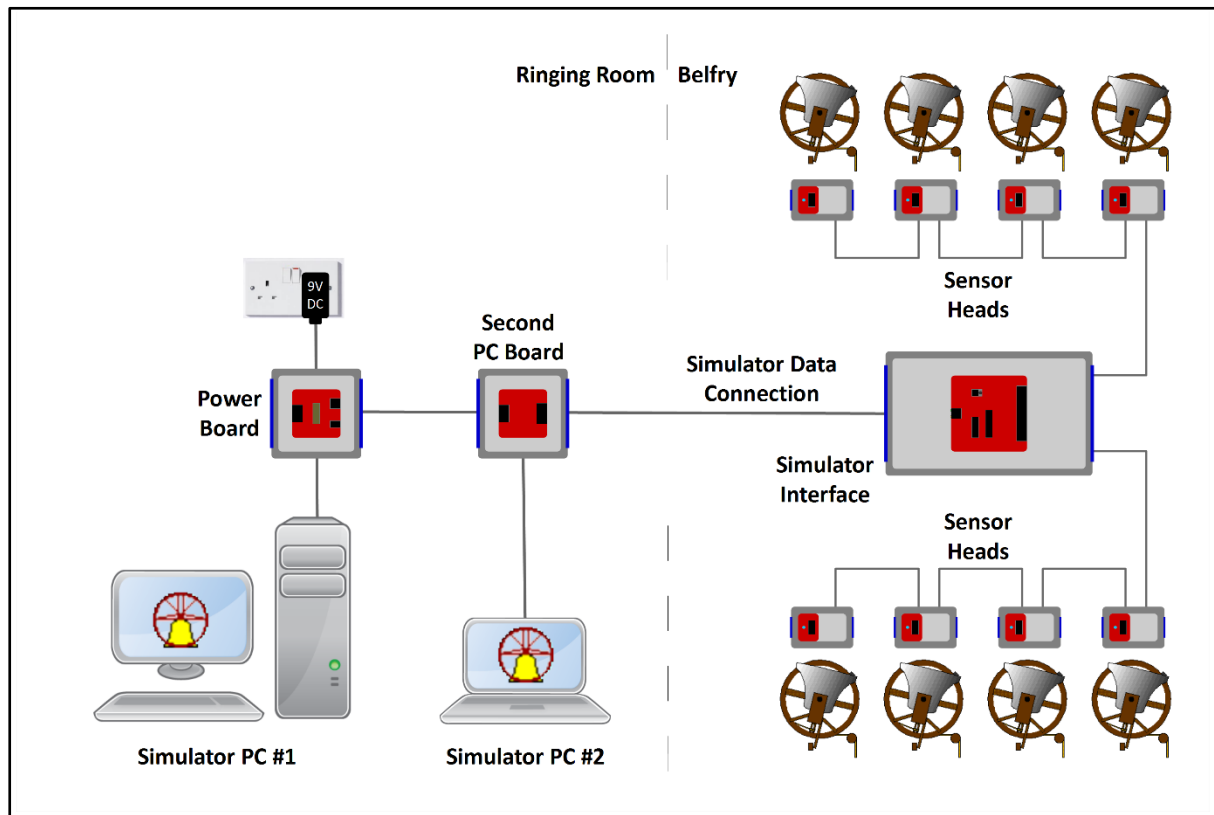 Ringing Room
Belfry
Sensor
Heads
9V
DC
Second
PC Board
Simulator Data
Connection
Power
Board
Simulator
Interface
Sensor
Heads
Simulator PC #1
Simulator PC #2